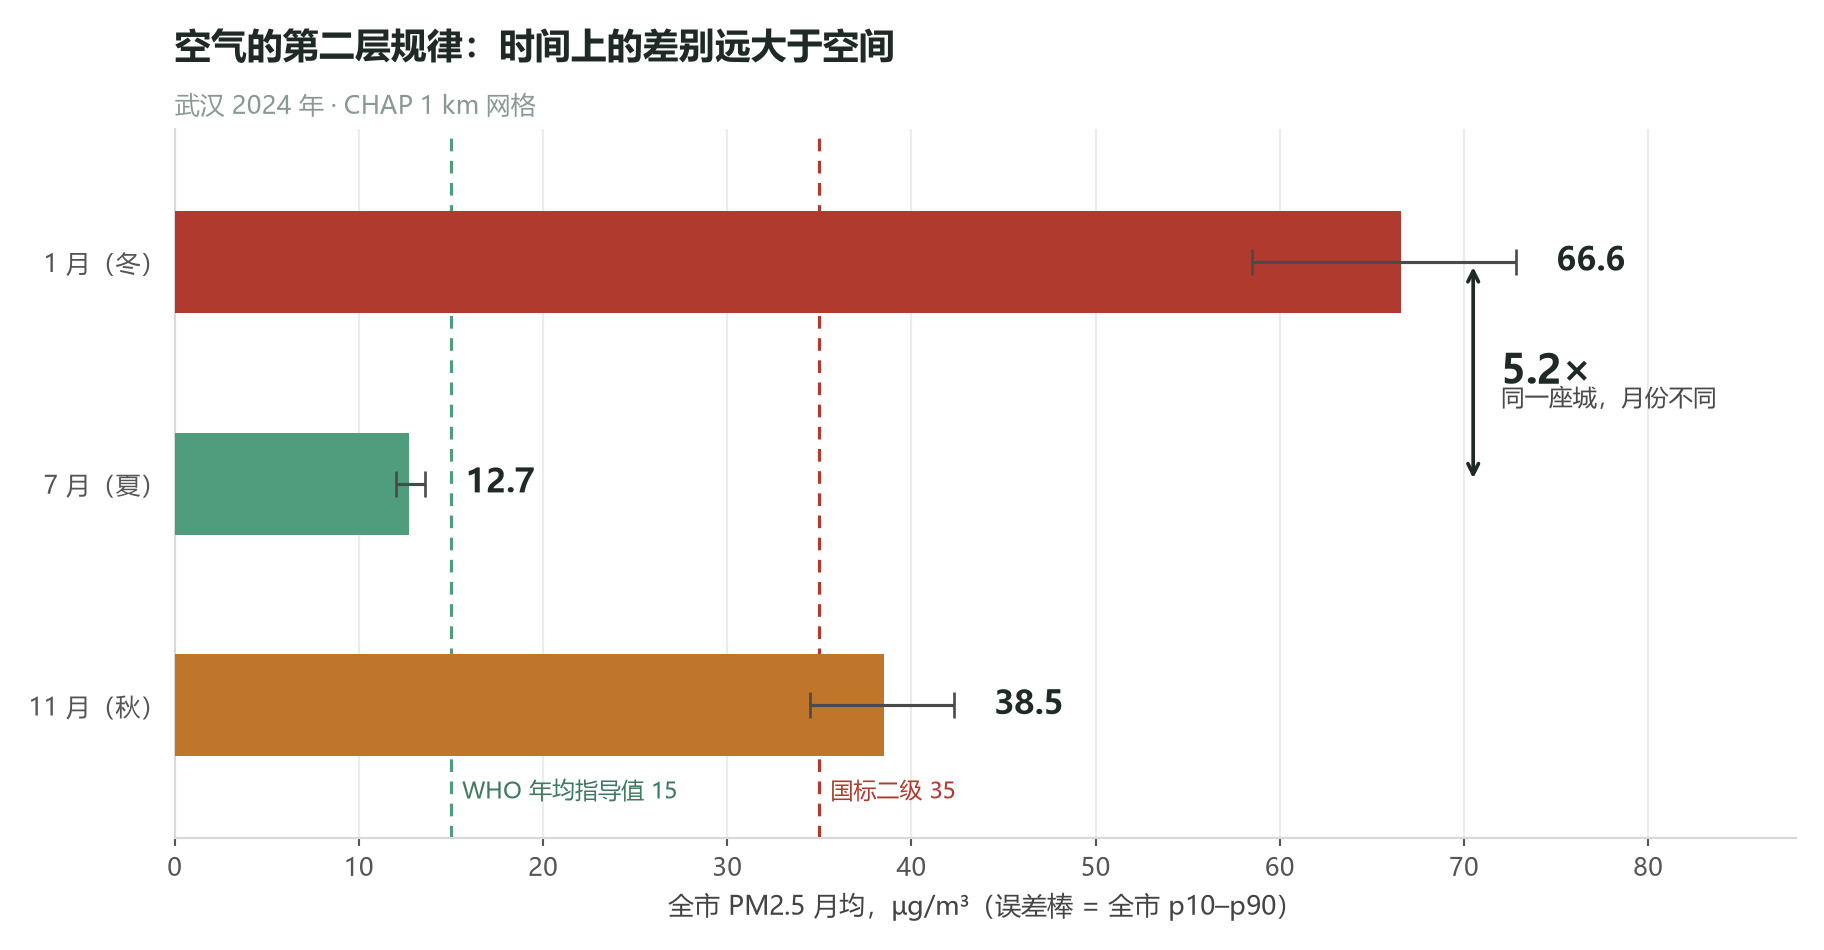 空气的第二层规律：时间上的差别远大于空间
武汉 2024 年 · CHAP 1 km 网格
1 月（冬）
66.6
5.2×
同一座城，月份不同
7 月（夏）
12.7
11 月（秋）
38.5
WHO 年均指导值 15
国标二级 35
0 10 20 30 40 50 60 70 80
全市 PM2.5 月均，µg/m³（误差棒 = 全市 p10–p90）